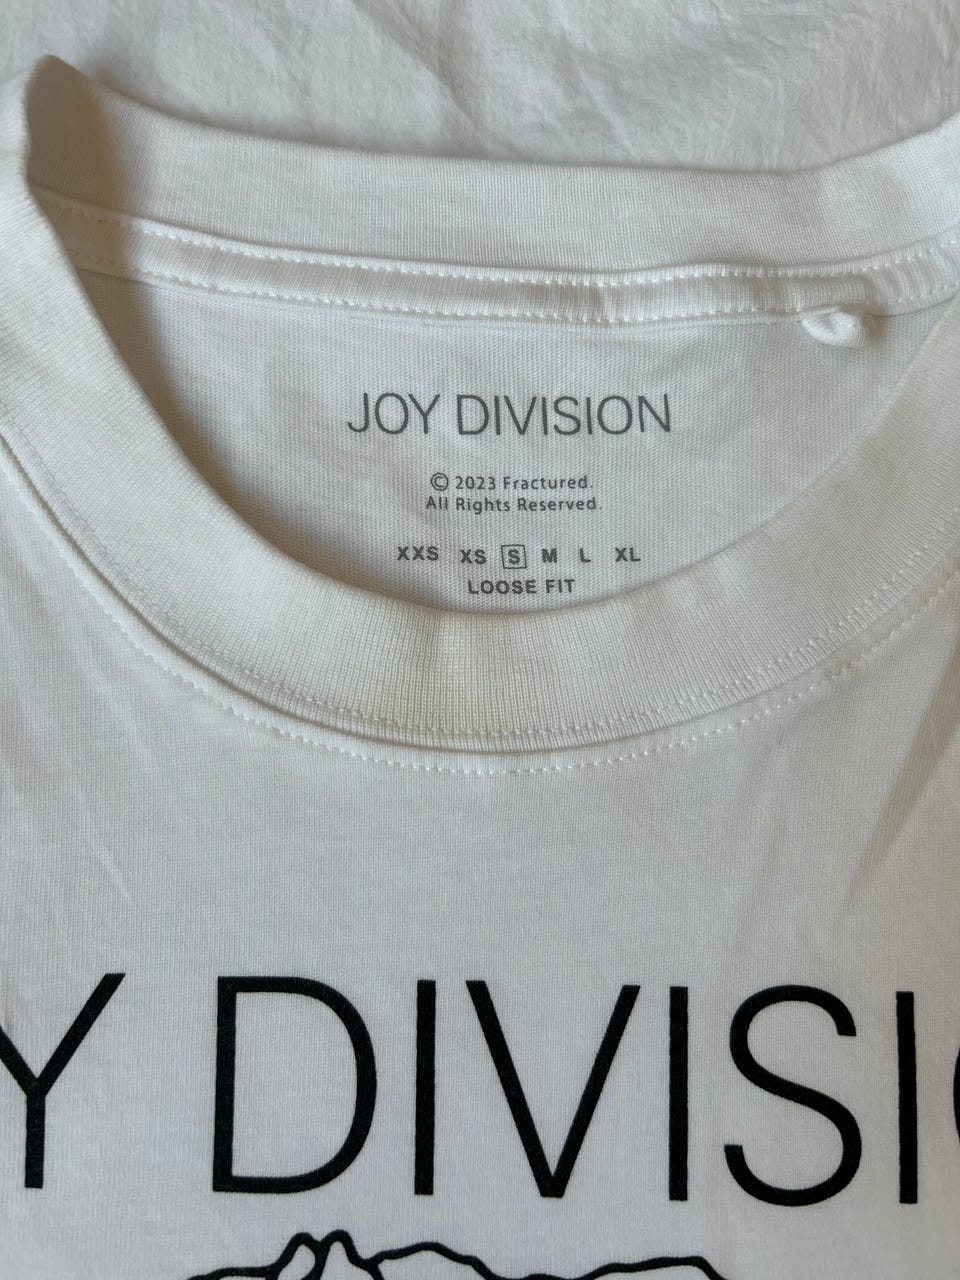 JOY DIVISION
© 2023 Fractured.
All Rights Reserved.
XXS XS S M L XL
LOOSE FIT
Y DIVISI